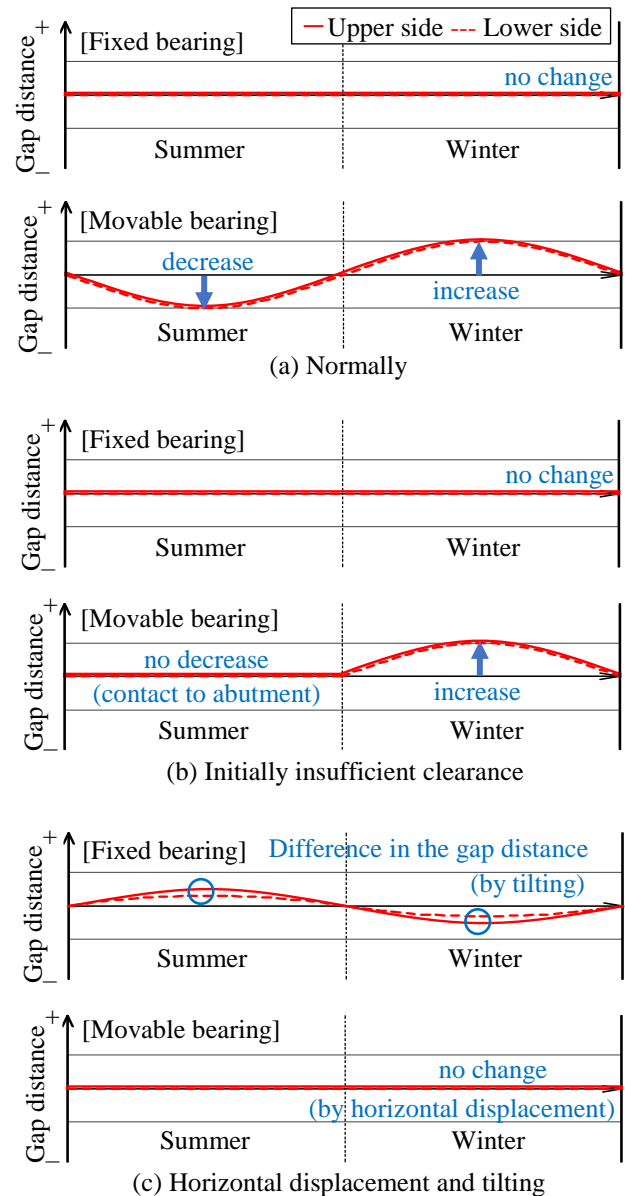 [Fixed bearing]
Upper side
Lower side
Gap distance
+
−
no change
Summer
Winter
[Movable bearing]
Gap distance
+
−
decrease
increase
Summer
Winter
(a) Normally
[Fixed bearing]
Gap distance
+
−
no change
Summer
Winter
[Movable bearing]
Gap distance
+
−
no decrease
(contact to abutment)
increase
Summer
Winter
(b) Initially insufficient clearance
[Fixed bearing]
Gap distance
+
−
Difference in the gap distance
(by tilting)
Summer
Winter
[Movable bearing]
Gap distance
+
−
no change
(by horizontal displacement)
Summer
Winter
(c) Horizontal displacement and tilting